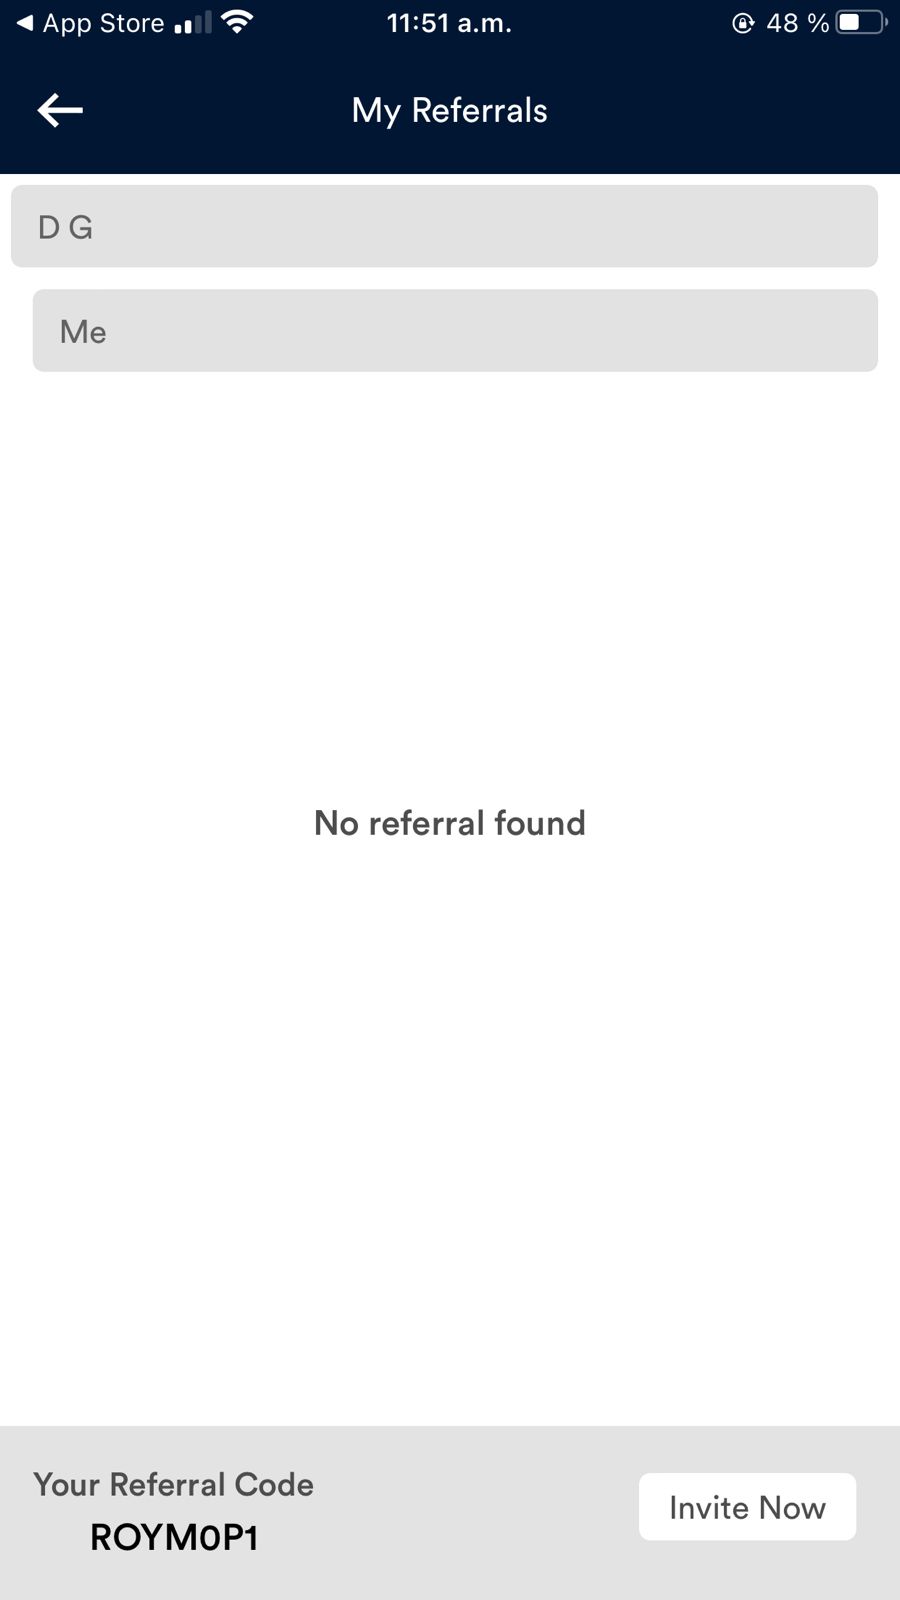 App Store
11:51 a.m.
48 %
My Referrals
D G
Me
No referral found
Your Referral Code
ROYM0P1
Invite Now